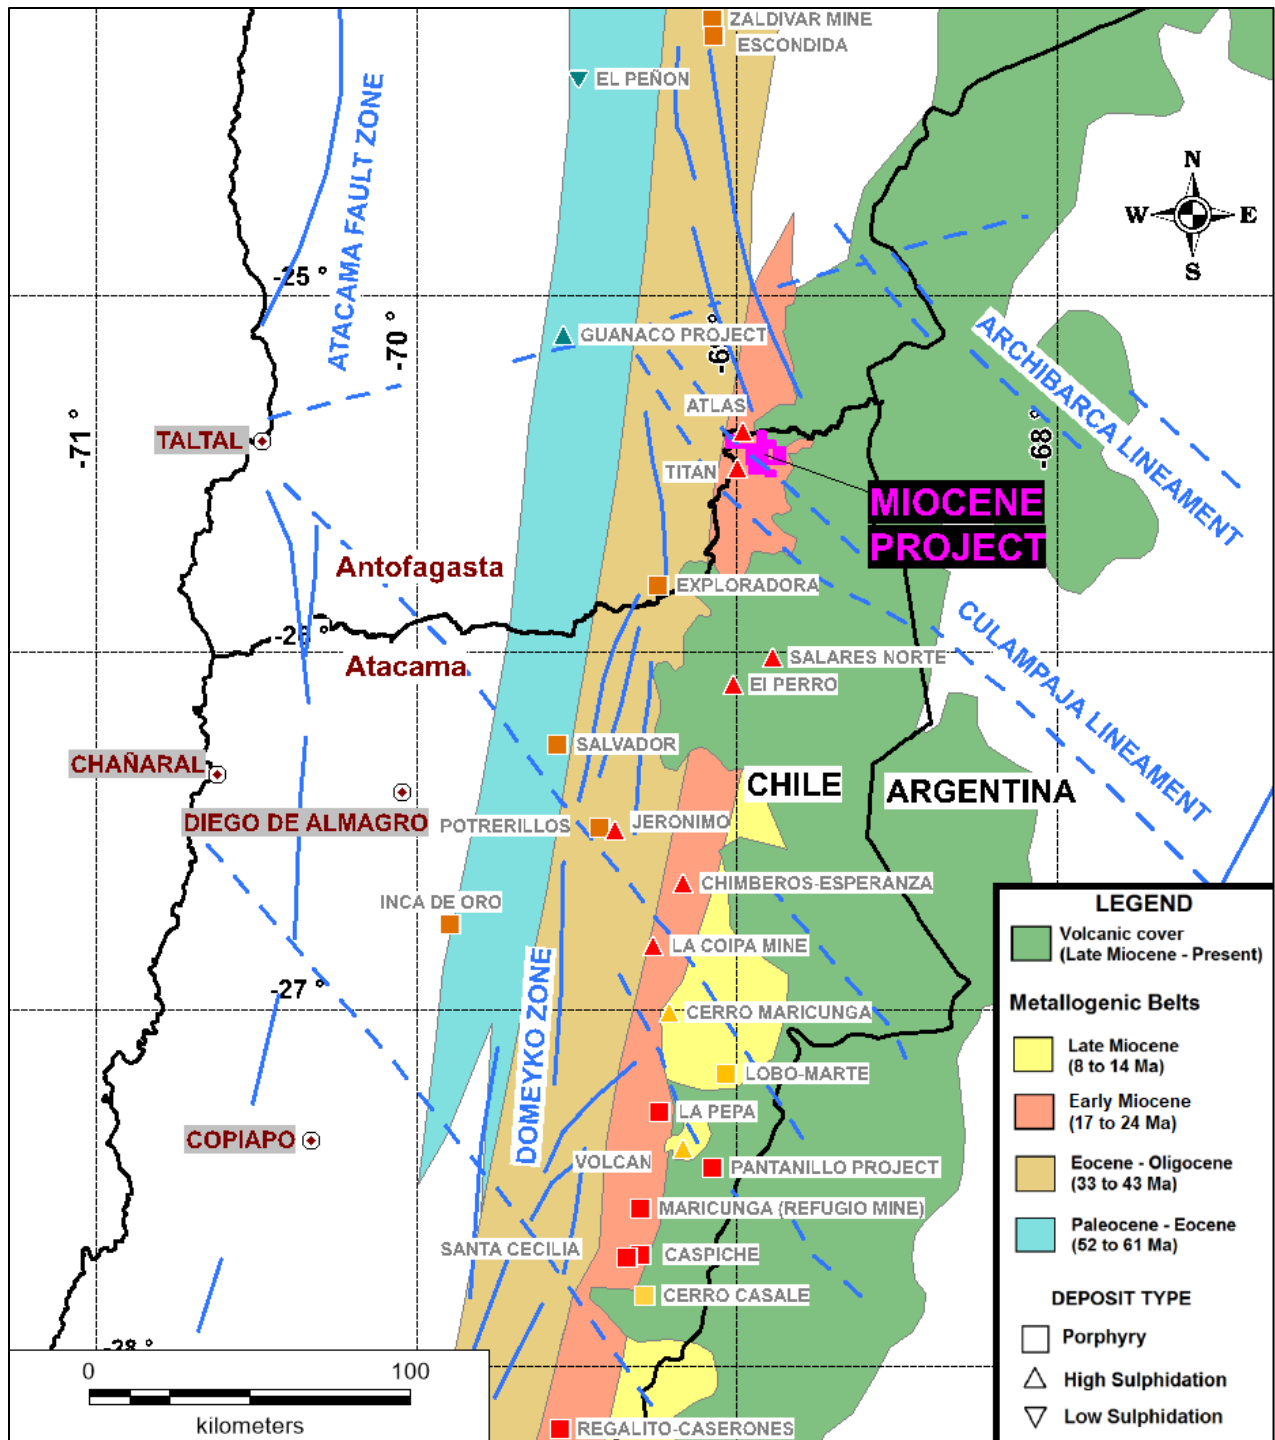 ZALDIVAR MINE
ESCONDIDA
EL PEÑON
ATACAMA FAULT ZONE
N
W
E
S
-25 °
-70 °
GUANACO PROJECT
ARCHIBARCA LINEAMENT
-71 °
-68 °
ATLAS
TALTAL
TITAN
MIOCENE
PROJECT
Antofagasta
EXPLORADORA
Atacama
SALARES NORTE
El PERRO
CULAMPAJA LINEAMENT
SALVADOR
CHAÑARAL
CHILE
ARGENTINA
DIEGO DE ALMAGRO
POTRERILLOS
JERONIMO
CHIMBEROS-ESPERANZA
INCA DE ORO
LA COIPA MINE
-27 °
CERRO MARICUNGA
DOMEYKO ZONE
LOBO-MARTE
LA PEPA
COPIAPO
VOLCAN
PANTANILLO PROJECT
MARICUNGA (REFUGIO MINE)
SANTA CECILIA
CASPICHE
CERRO CASALE
REGALITO-CASERONES
0
100
kilometers
LEGEND
Volcanic cover
(Late Miocene - Present)
Metallogenic Belts
Late Miocene
(8 to 14 Ma)
Early Miocene
(17 to 24 Ma)
Eocene - Oligocene
(33 to 43 Ma)
Paleocene - Eocene
(52 to 61 Ma)
DEPOSIT TYPE
Porphyry
High Sulphidation
Low Sulphidation